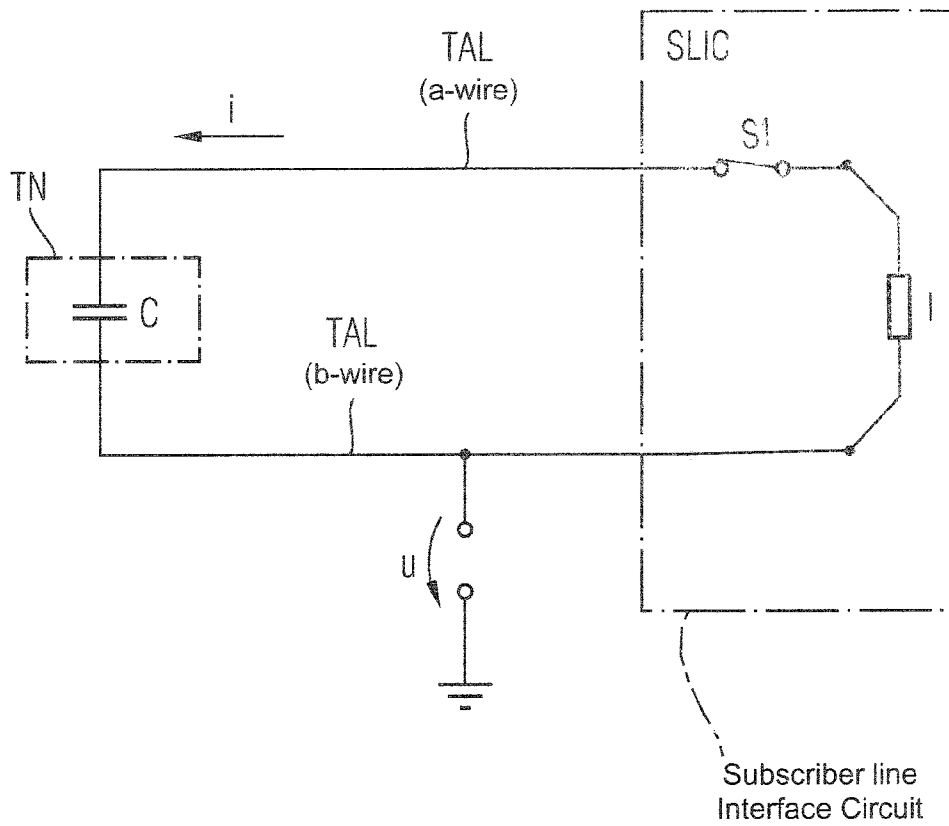 TAL
(a-wire)
SLIC
i
S1
TN
C
I
TAL
(b-wire)
u
Subscriber line
Interface Circuit